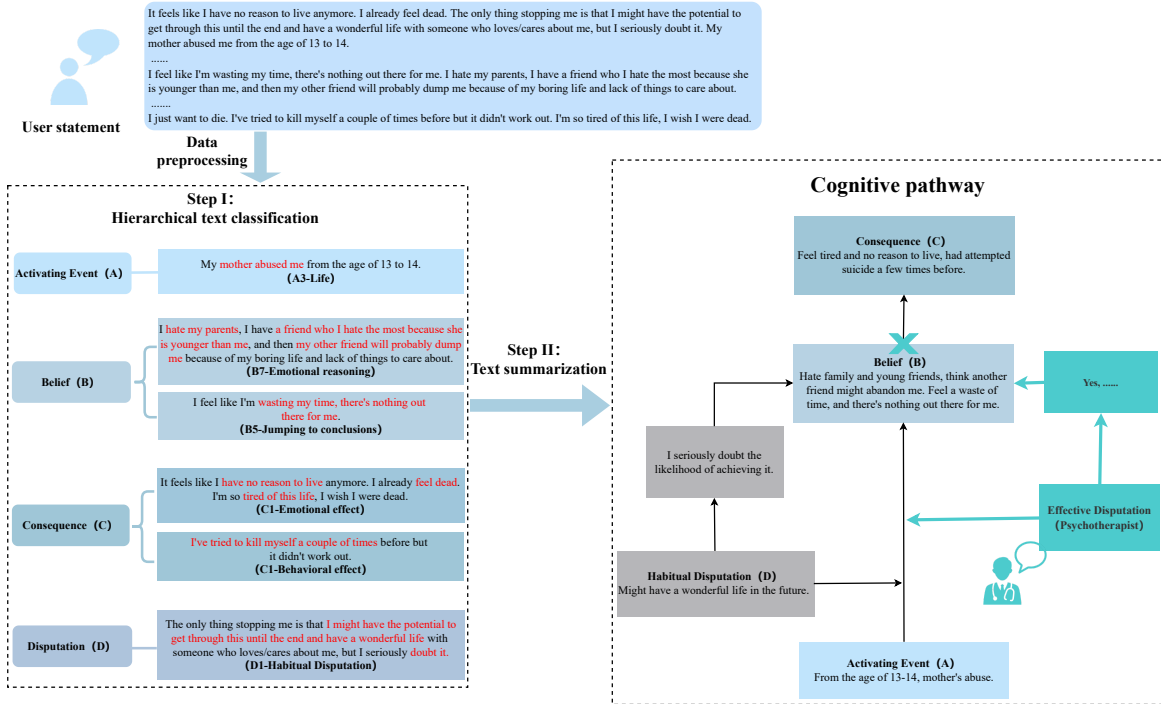 It feels like I have no reason to live anymore. I already feel dead. The only thing stopping me is that I might have the potential to
get through this until the end and have a wonderful life with someone who loves/cares about me, but I seriously doubt it. My
mother abused me from the age of 13 to 14.
......
I feel like I'm wasting my time, there's nothing out there for me. I hate my parents, I have a friend who I hate the most because she
is younger than me, and then my other friend will probably dump me because of my boring life and lack of things to care about.
.......
I just want to die. I've tried to kill myself a couple of times before but it didn't work out. I'm so tired of this life, I wish I were dead.
User statement
Data
preprocessing
Step I:
Hierarchical text classification
Activating Event (A)
My mother abused me from the age of 13 to 14.
(A3-Life)
Belief (B)
I hate my parents, I have a friend who I hate the most because she
is younger than me, and then my other friend will probably dump
me because of my boring life and lack of things to care about.
(B7-Emotional reasoning)
I feel like I'm wasting my time, there's nothing out
there for me.
(B5-Jumping to conclusions)
Consequence (C)
It feels like I have no reason to live anymore. I already feel dead.
I'm so tired of this life, I wish I were dead.
(C1-Emotional effect)
I've tried to kill myself a couple of times before but
it didn't work out.
(C1-Behavioral effect)
Disputation (D)
The only thing stopping me is that I might have the potential to
get through this until the end and have a wonderful life with
someone who loves/cares about me, but I seriously doubt it.
(D1-Habitual Disputation)
Step II:
Text summarization
Cognitive pathway
Consequence (C)
Feel tired and no reason to live, had attempted
suicide a few times before.
Belief (B)
Hate family and young friends, think another
friend might abandon me. Feel a waste of
time, and there's nothing out there for me.
Yes, ......
I seriously doubt the
likelihood of achieving it.
Effective Disputation
(Psychotherapist)
Habitual Disputation (D)
Might have a wonderful life in the future.
Activating Event (A)
From the age of 13-14, mother's abuse.